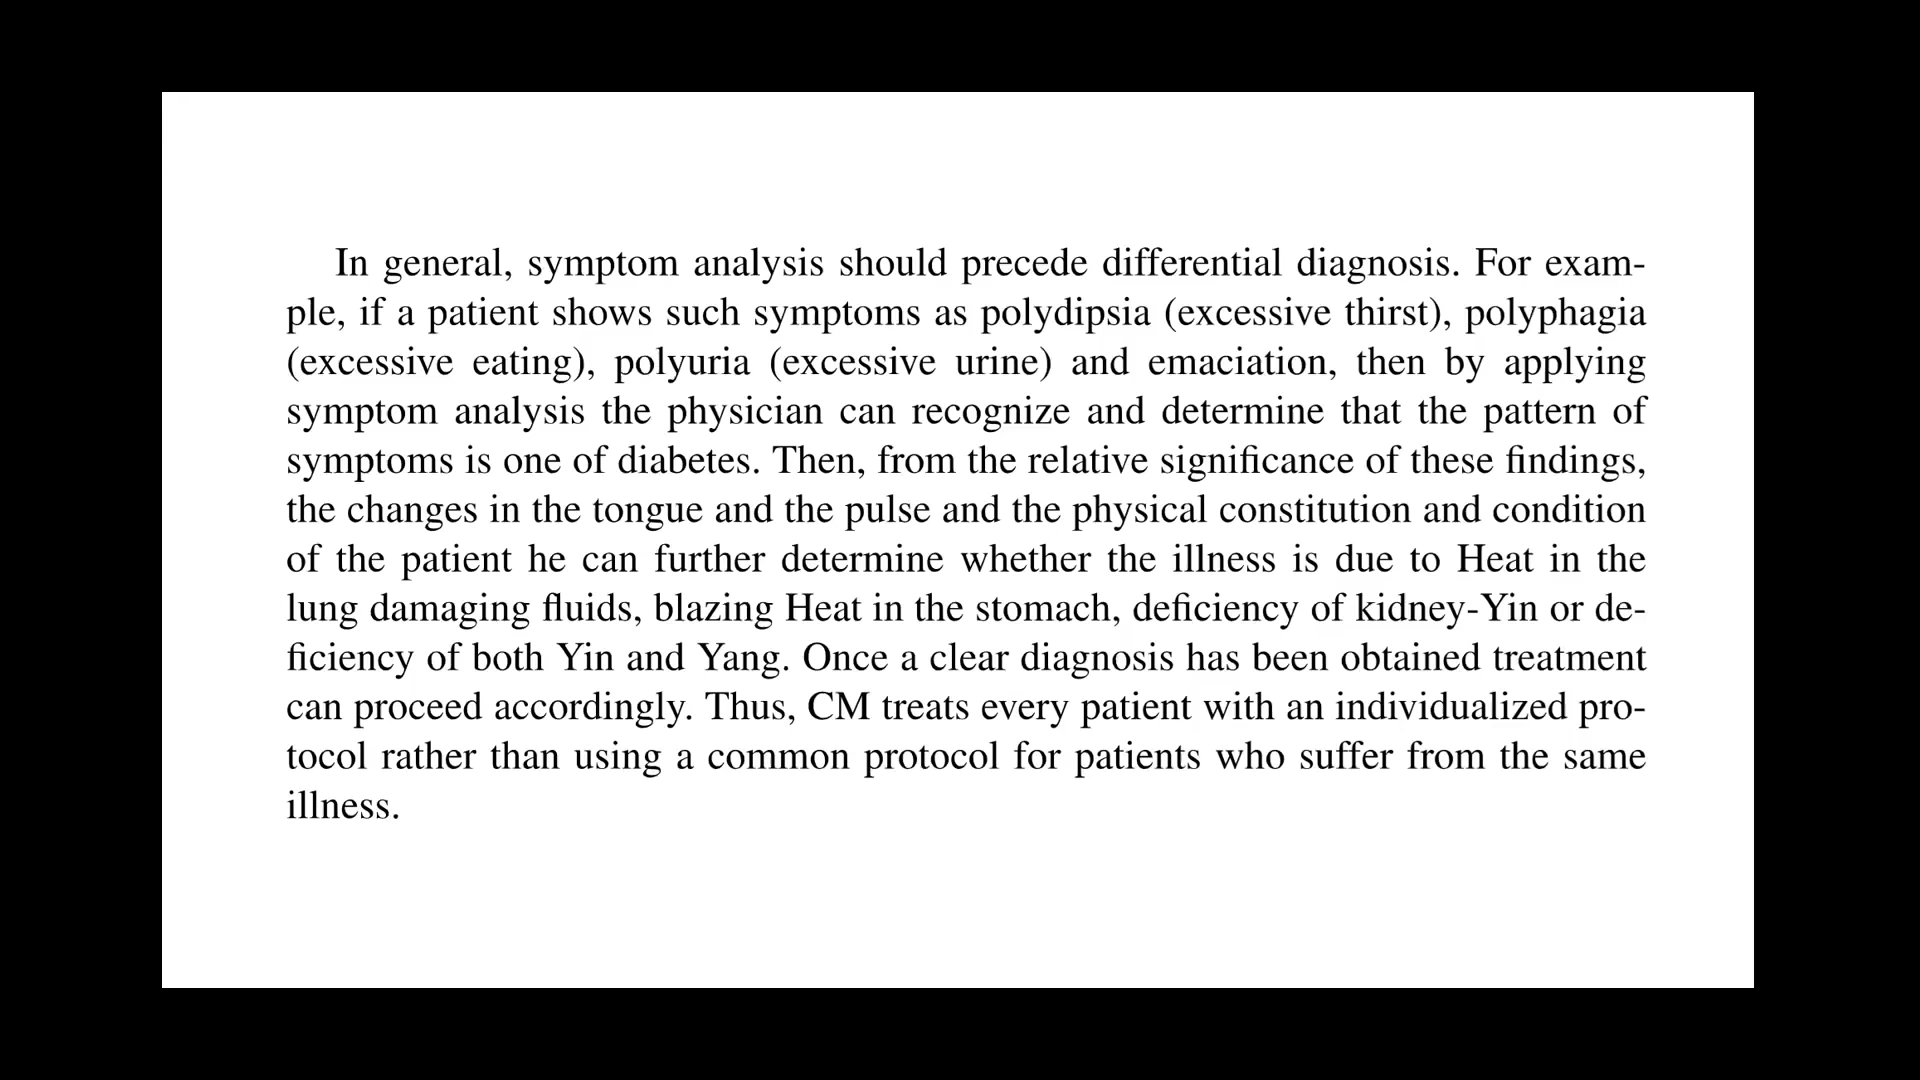 In general, symptom analysis should precede differential diagnosis. For exam-
ple, if a patient shows such symptoms as polydipsia (excessive thirst), polyphagia
(excessive eating), polyuria (excessive urine) and emaciation, then by applying
symptom analysis the physician can recognize and determine that the pattern of
symptoms is one of diabetes. Then, from the relative significance of these findings,
the changes in the tongue and the pulse and the physical constitution and condition
of the patient he can further determine whether the illness is due to Heat in the
lung damaging fluids, blazing Heat in the stomach, deficiency of kidney-Yin or de-
ficiency of both Yin and Yang. Once a clear diagnosis has been obtained treatment
can proceed accordingly. Thus, CM treats every patient with an individualized pro-
tocol rather than using a common protocol for patients who suffer from the same
illness.